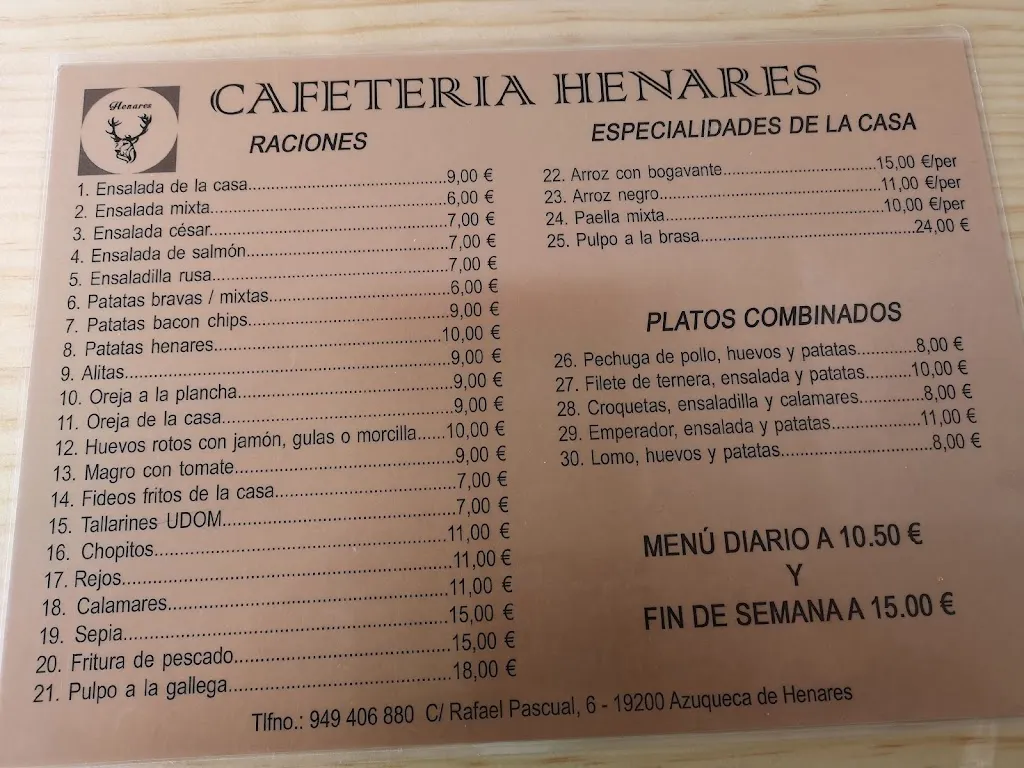 Henares
CAFETERIA HENARES
RACIONES
1. Ensalada de la casa....9,00 €
2. Ensalada mixta....6,00 €
3. Ensalada césar....7,00 €
4. Ensalada de salmón....7,00 €
5. Ensaladilla rusa....7,00 €
6. Patatas bravas / mixtas....6,00 €
7. Patatas bacon chips....9,00 €
8. Patatas henares....10,00 €
9. Alitas....9,00 €
10. Oreja a la plancha....9,00 €
11. Oreja de la casa....9,00 €
12. Huevos rotos con jamón, gulas o morcilla....10,00 €
13. Magro con tomate....9,00 €
14. Fideos fritos de la casa....7,00 €
15. Tallarines UDOM....7,00 €
16. Chopitos....11,00 €
17. Rejos....11,00 €
18. Calamares....11,00 €
19. Sepia....15,00 €
20. Fritura de pescado....15,00 €
21. Pulpo a la gallega....18,00 €
ESPECIALIDADES DE LA CASA
22. Arroz con bogavante....15,00 €/per
23. Arroz negro....11,00 €/per
24. Paella mixta....10,00 €/per
25. Pulpo a la brasa....24,00 €
PLATOS COMBINADOS
26. Pechuga de pollo, huevos y patatas....8,00 €
27. Filete de ternera, ensalada y patatas....10,00 €
28. Croquetas, ensaladilla y calamares....8,00 €
29. Emperador, ensalada y patatas....11,00 €
30. Lomo, huevos y patatas....8,00 €
MENÚ DIARIO A 10.50 €
Y
FIN DE SEMANA A 15.00 €
Tlfno.: 949 406 880 C/ Rafael Pascual, 6 - 19200 Azuqueca de Henares